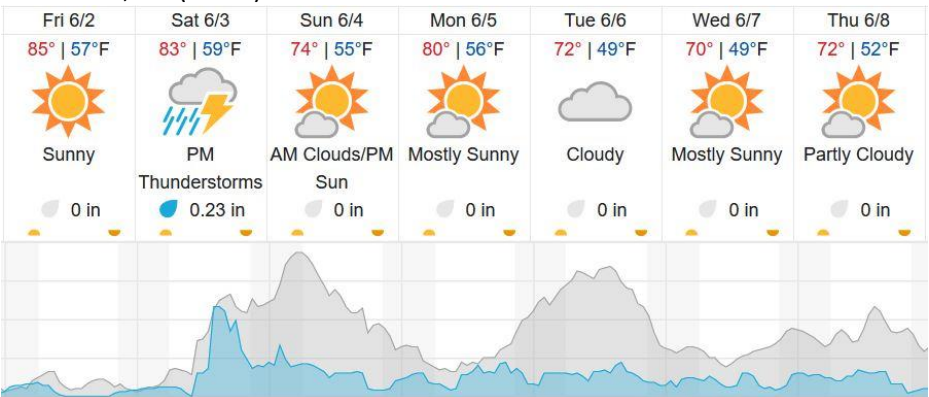 Fri 6/2 Sat 6/3 Sun 6/4 Mon 6/5 Tue 6/6 Wed 6/7 Thu 6/8
85° | 57°F 83° | 59°F 74° | 55°F 80° | 56°F 72° | 49°F 70° | 49°F 72° | 52°F
Sunny PM AM Clouds/PM Mostly Sunny Cloudy Mostly Sunny Partly Cloudy
Thunderstorms Sun
0 in 0.23 in 0 in 0 in 0 in 0 in 0 in